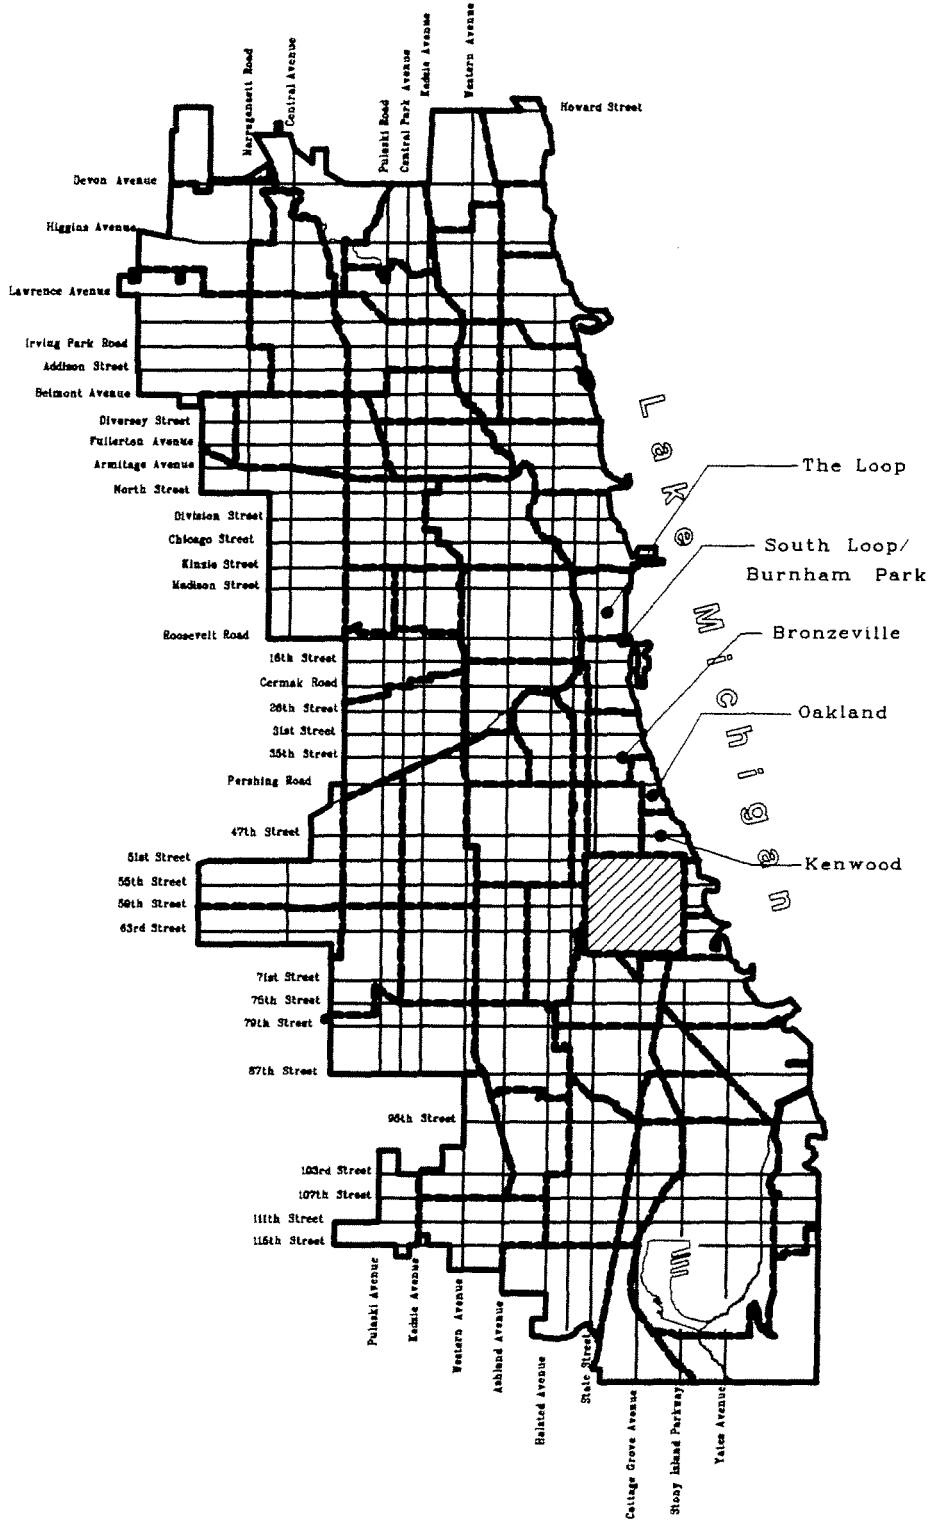 Narragansett Road
Central Avenue
Pulaski Road
Central Park Avenue
Kedzie Avenue
Western Avenue
Howard Street
Devon Avenue
Higgins Avenue
Lawrence Avenue
Irving Park Road
Addison Street
Belmont Avenue
Diversey Street
Fullerton Avenue
Armitage Avenue
North Street
Division Street
Chicago Street
Kinzie Street
Madison Street
Roosevelt Road
16th Street
Cermak Road
26th Street
31st Street
35th Street
Pershing Road
47th Street
51st Street
55th Street
59th Street
63rd Street
71st Street
75th Street
79th Street
87th Street
95th Street
103rd Street
107th Street
111th Street
115th Street
Lake Michigan
The Loop
South Loop/
Burnham Park
Bronzeville
Oakland
Kenwood
Pulaski Avenue
Kedzie Avenue
Western Avenue
Ashland Avenue
Halsted Avenue
State Street
Cottage Grove Avenue
Stony Island Parkway
Yates Avenue